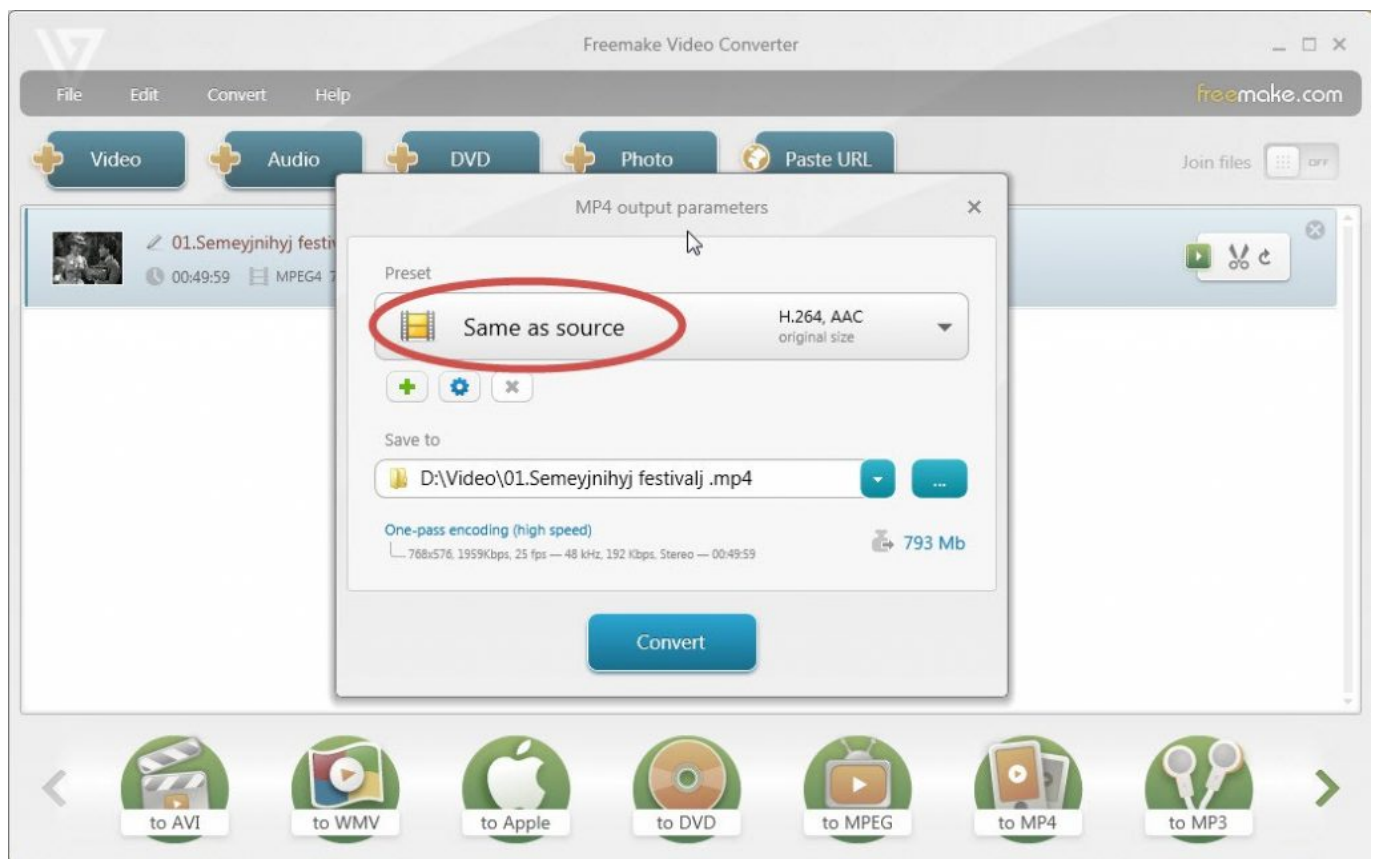 Freemake Video Converter
File Edit Convert Help
freemake.com
Video Audio DVD Photo Paste URL
Join files OFF
MP4 output parameters
01.Semeyjnihyj
00:49:59 MPEG4
Preset
Same as source
H.264, AAC
original size
Save to
D:\Video\01.Semeyjnihyj festivalj .mp4
...
One-pass encoding (high speed)
768x576, 1959Kbps, 25 fps — 48 kHz, 192 Kbps, Stereo — 00:49:59
793 Mb
Convert
to AVI to WMV to Apple to DVD to MPEG to MP4 to MP3